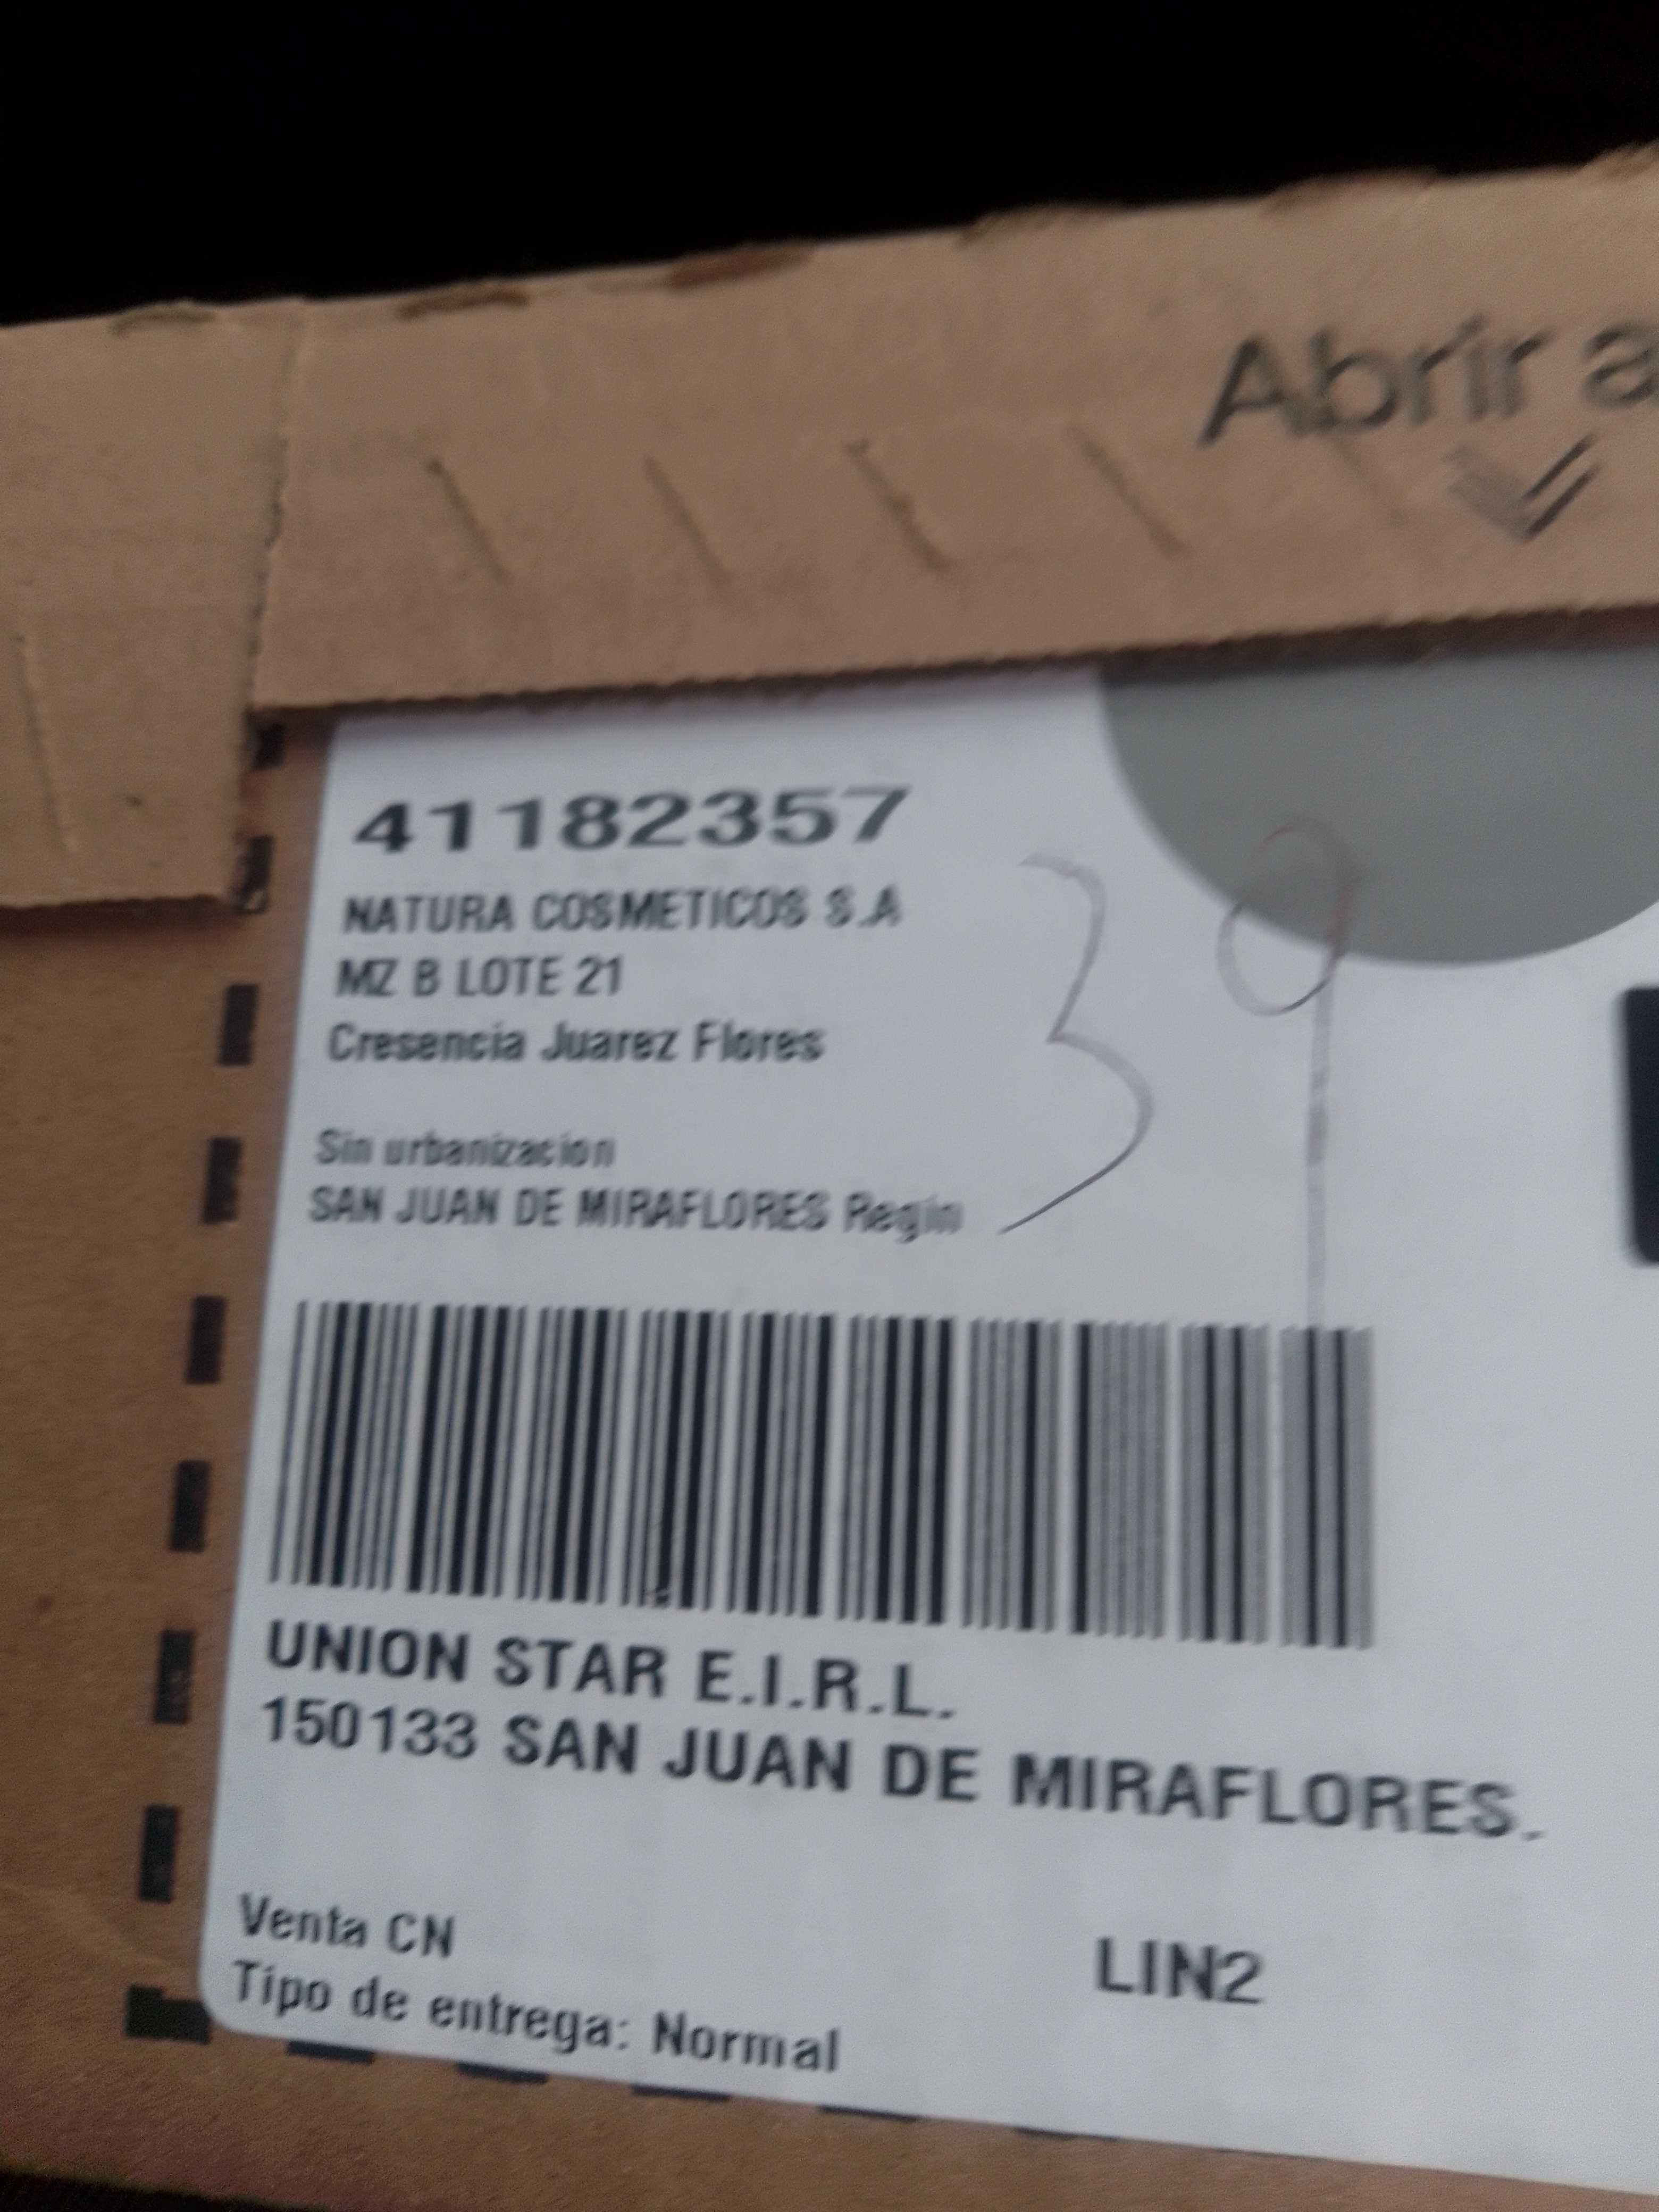 Abrir a
41182357
NATURA COSMETICOS S.A
MZ B LOTE 21
Cresencia Juarez Flores
39
Sin urbanizacion
SAN JUAN DE MIRAFLORES Regin
UNION STAR E.I.R.L.
150133 SAN JUAN DE MIRAFLORES.
Venta CN
LIN2
Tipo de entrega: Normal